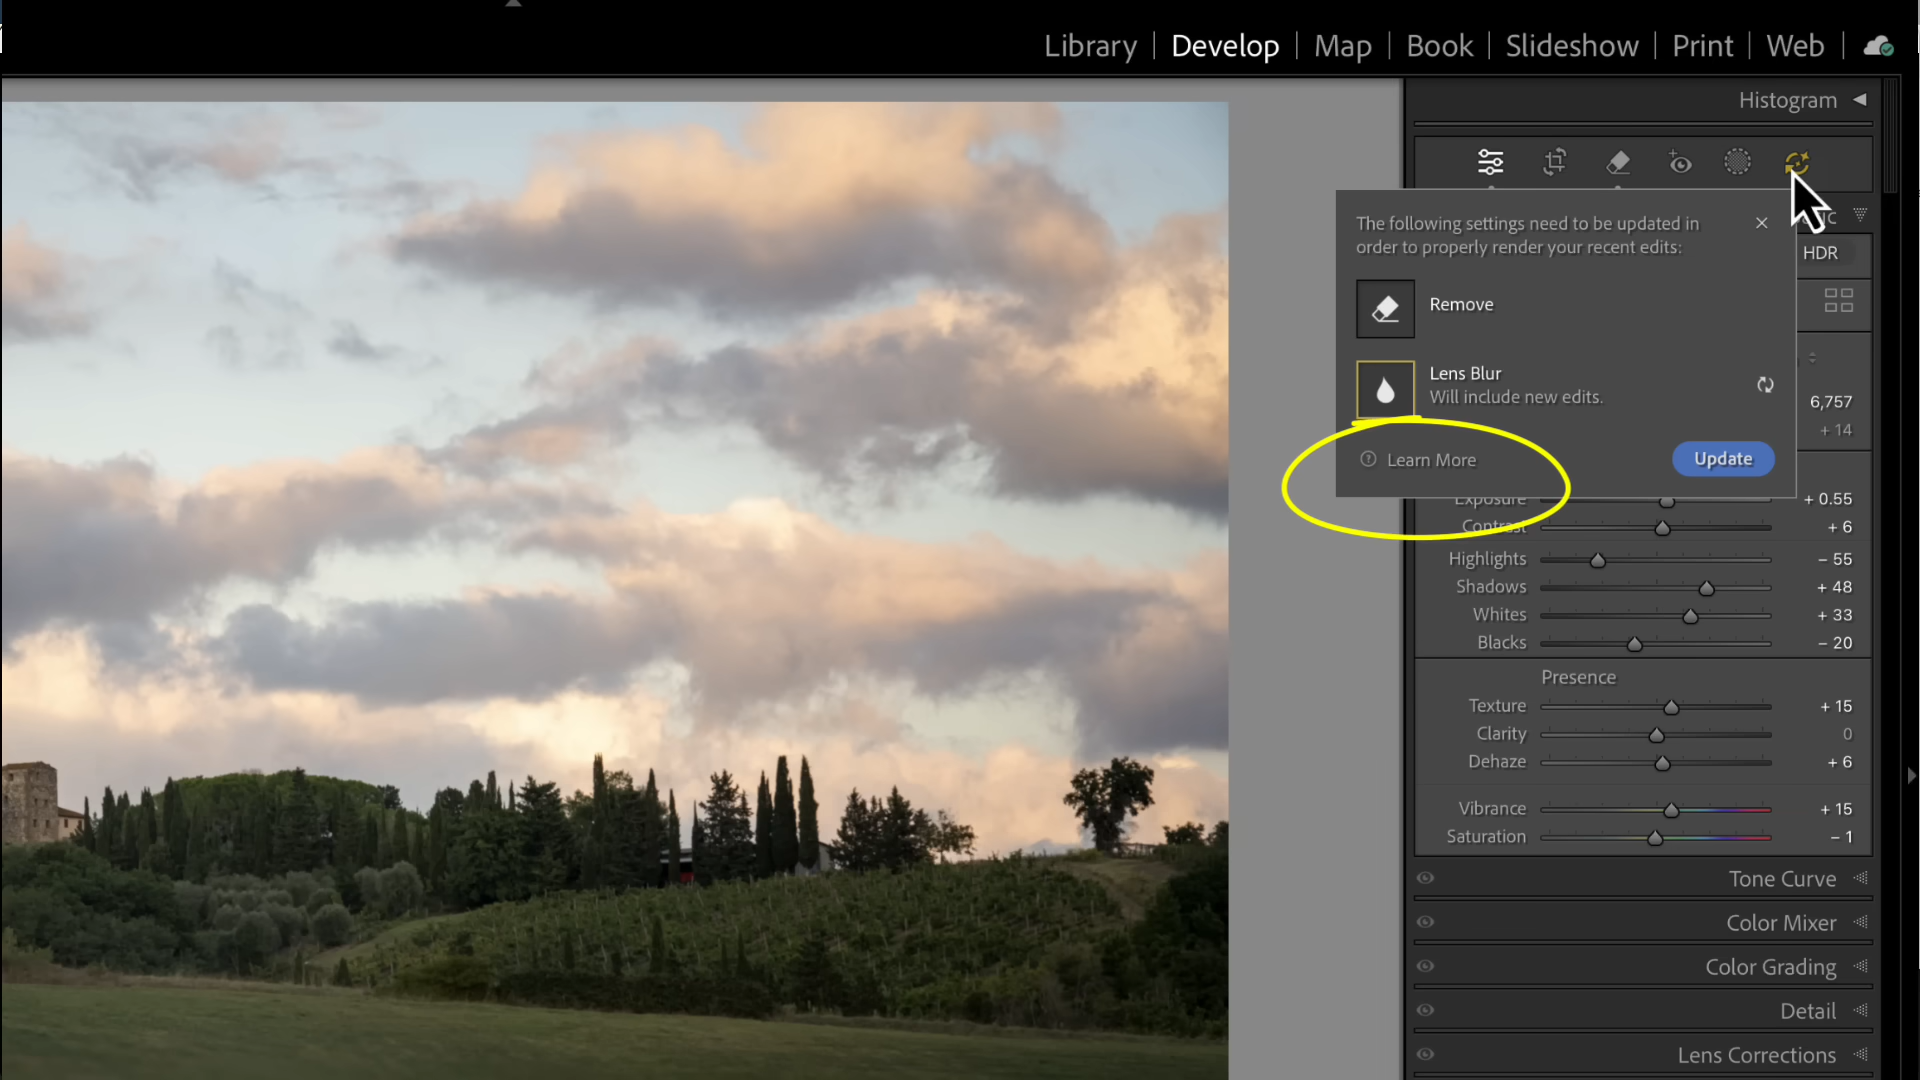 Library Develop Map Book Slideshow Print Web
Histogram
The following settings need to be updated in
order to properly render your recent edits:
HDR
Remove
Lens Blur
Will include new edits.
6,757
+ 14
Learn More
Update
Exposure + 0.55
Contrast + 6
Highlights – 55
Shadows + 48
Whites + 33
Blacks – 20
Presence
Texture + 15
Clarity 0
Dehaze + 6
Vibrance + 15
Saturation – 1
Tone Curve
Color Mixer
Color Grading
Detail
Lens Corrections